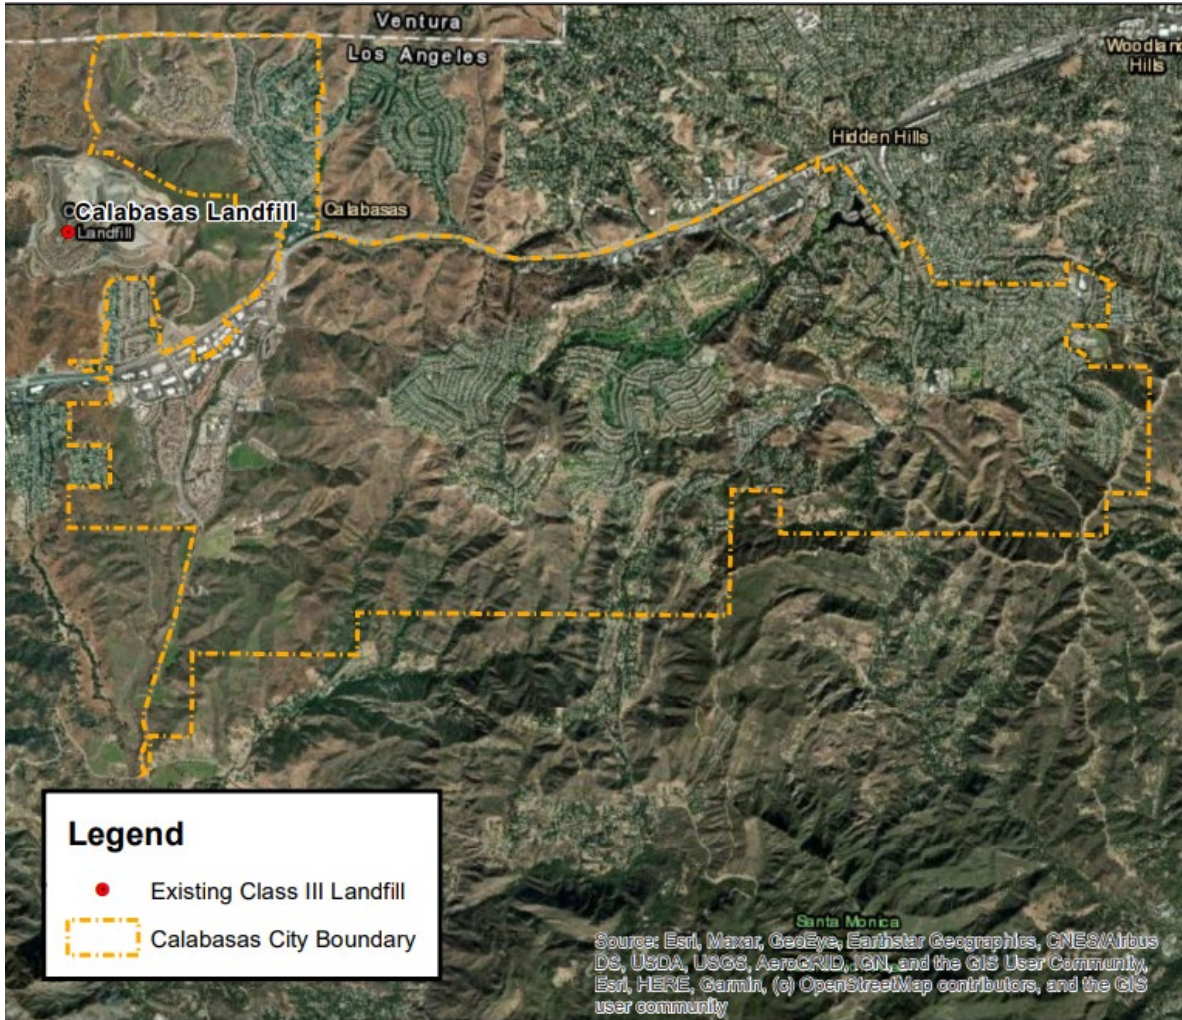 Ventura
Los Angeles
Woodland
Hills
Hidden Hills
Calabasas Landfill
Landfill
Calabasas
Legend
Existing Class III Landfill
Calabasas City Boundary
Santa Monica
Source: Esri, Maxar, GeoEye, Earthstar Geographics, CNES/Airbus
DS, USDA, USGS, AeroGRID, IGN, and the GIS User Community,
Esri, HERE, Garmin, (c) OpenStreetMap contributors, and the GIS
user community